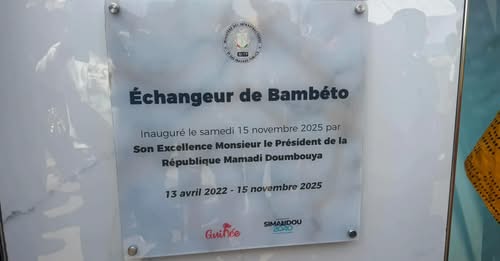 Échangeur de Bambéto
Inauguré le samedi 15 novembre 2025 par
Son Excellence Monsieur le Président de la
République Mamadi Doumbouya
13 avril 2022 - 15 novembre 2025
Guinée
SIMANDOU
2040